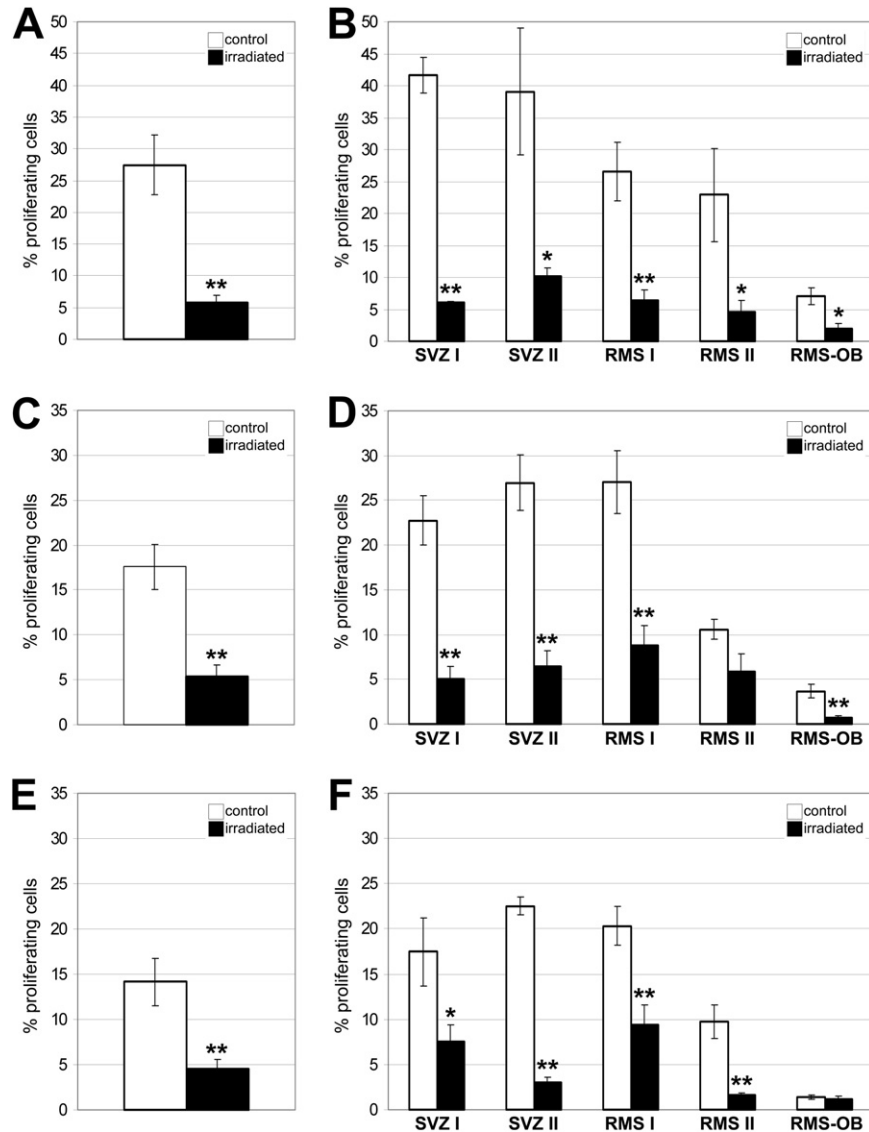 A
% proliferating cells
50
45
40
35
30
25
20
15
10
5
0
control
irradiated
**
B
% proliferating cells
50
45
40
35
30
25
20
15
10
5
0
control
irradiated
** * ** * *
SVZ I SVZ II RMS I RMS II RMS-OB
C
% proliferating cells
35
30
25
20
15
10
5
0
control
irradiated
**
D
% proliferating cells
35
30
25
20
15
10
5
0
control
irradiated
** ** ** **
SVZ I SVZ II RMS I RMS II RMS-OB
E
% proliferating cells
35
30
25
20
15
10
5
0
control
irradiated
**
F
% proliferating cells
35
30
25
20
15
10
5
0
control
irradiated
* ** ** **
SVZ I SVZ II RMS I RMS II RMS-OB